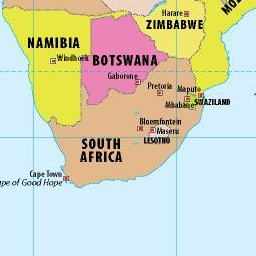 Harare
MOZ
ZIMBABWE
NAMIBIA
Windhoek
BOTSWANA
Gaborone
Pretoria
Maputo
Mbabane
SWAZILAND
Bloemfontein
Maseru
LESOTHO
SOUTH
AFRICA
Cape Town
pe of Good Hope